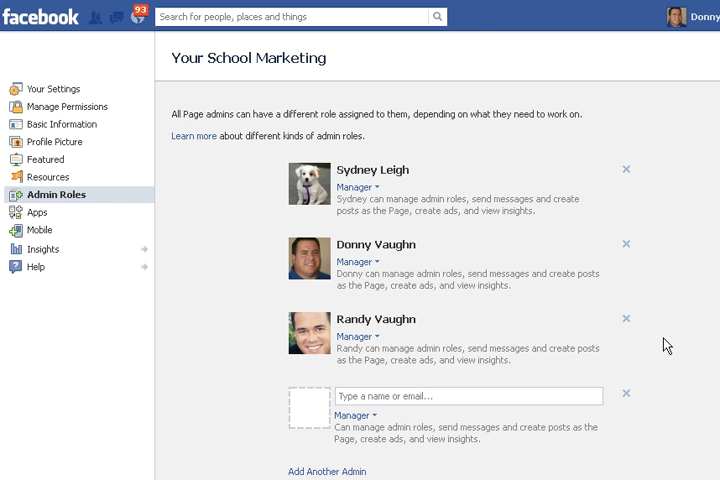 facebook
93
Search for people, places and things
Donny
Your School Marketing
Your Settings
Manage Permissions
Basic Information
Profile Picture
Featured
Resources
Admin Roles
Apps
Mobile
Insights
Help
All Page admins can have a different role assigned to them, depending on what they need to work on.
Learn more about different kinds of admin roles.
Sydney Leigh
Manager
Sydney can manage admin roles, send messages and create
posts as the Page, create ads, and view insights.
Donny Vaughn
Manager
Donny can manage admin roles, send messages and create posts
as the Page, create ads, and view insights.
Randy Vaughn
Manager
Randy can manage admin roles, send messages and create posts
as the Page, create ads, and view insights.
Type a name or email...
Manager
Can manage admin roles, send messages and create posts as the
Page, create ads, and view insights.
Add Another Admin